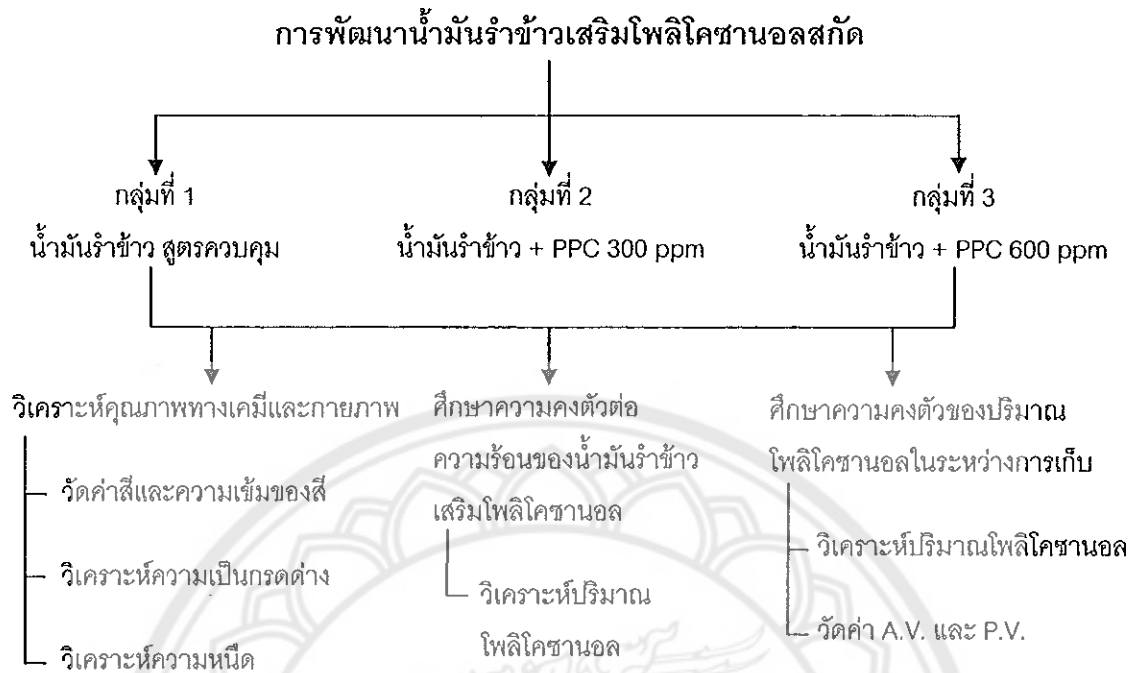 การพัฒนาน้ำมันรำข้าวเสริมโพลิโคซานอลสกัด
กลุ่มที่ 1
น้ำมันรำข้าว สูตรควบคุม
กลุ่มที่ 2
น้ำมันรำข้าว + PPC 300 ppm
กลุ่มที่ 3
น้ำมันรำข้าว + PPC 600 ppm
วิเคราะห์คุณภาพทางเคมีและกายภาพ
วัดค่าสีและความเข้มของสี
วิเคราะห์ความเป็นกรดด่าง
วิเคราะห์ความหนืด
ศึกษาความคงตัวต่อ
ความร้อนของน้ำมันรำข้าว
เสริมโพลิโคซานอล
วิเคราะห์ปริมาณ
โพลิโคซานอล
ศึกษาความคงตัวของปริมาณ
โพลิโคซานอลในระหว่างการเก็บ
วิเคราะห์ปริมาณโพลิโคซานอล
วัดค่า A.V. และ P.V.